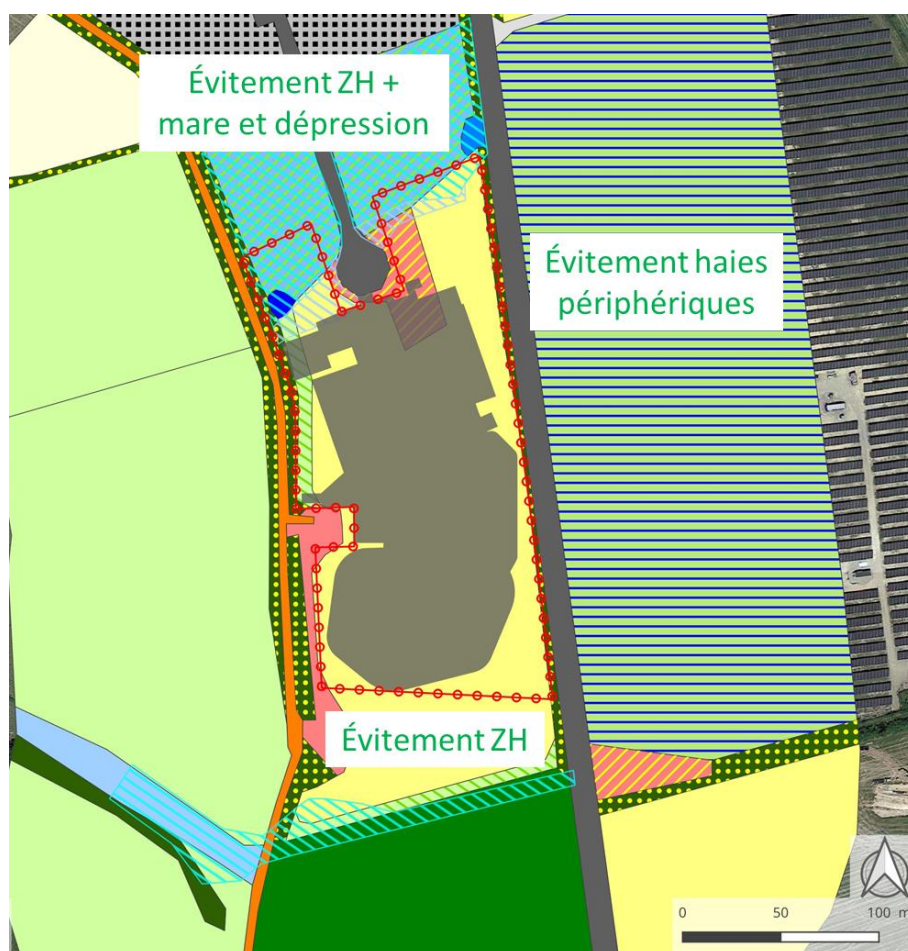 Évitement ZH +
mare et dépression
Évitement haies
périphériques
Évitement ZH
0 50 100 m